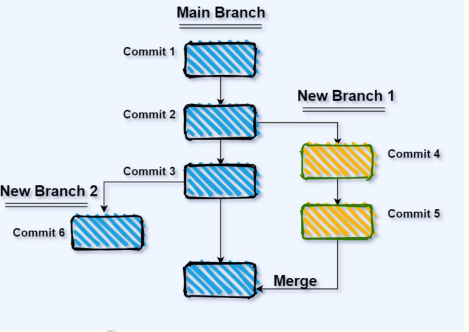 Main Branch
Commit 1
New Branch 1
Commit 2
Commit 4
Commit 3
New Branch 2
Commit 5
Commit 6
Merge